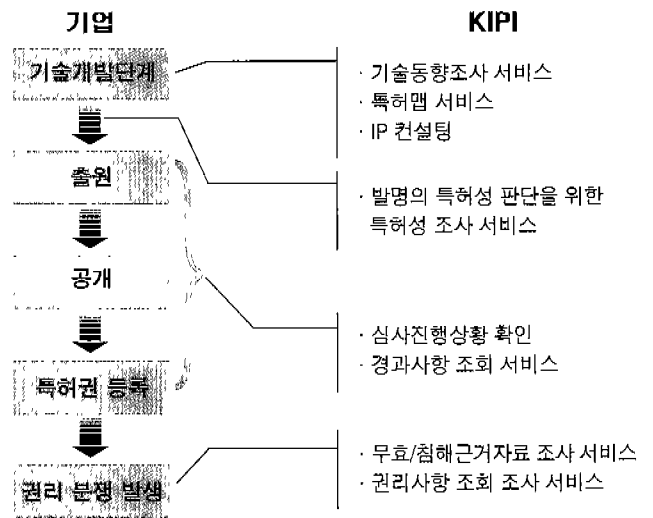 기업
KIPI
기술개발단계
· 기술동향조사 서비스
· 특허맵 서비스
· IP 컨설팅
출원
· 발명의 특허성 판단을 위한
특허성 조사 서비스
공개
· 심사진행상황 확인
· 경과사항 조회 서비스
특허권 등록
· 무효/침해근거자료 조사 서비스
· 권리사항 조회 조사 서비스
권리 분쟁 발생